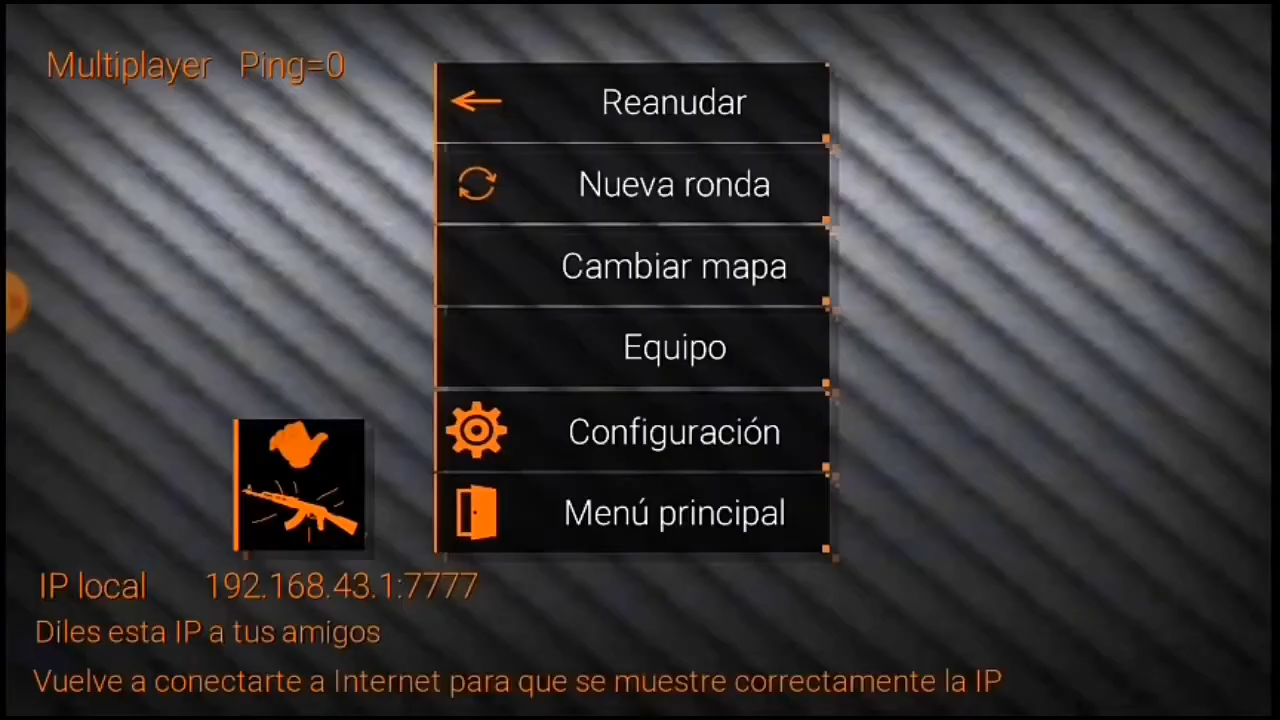 Multiplayer Ping=0
Reanudar
Nueva ronda
Cambiar mapa
Equipo
Configuración
Menú principal
IP local 192.168.43.1:7777
Diles esta IP a tus amigos
Vuelve a conectarte a Internet para que se muestre correctamente la IP